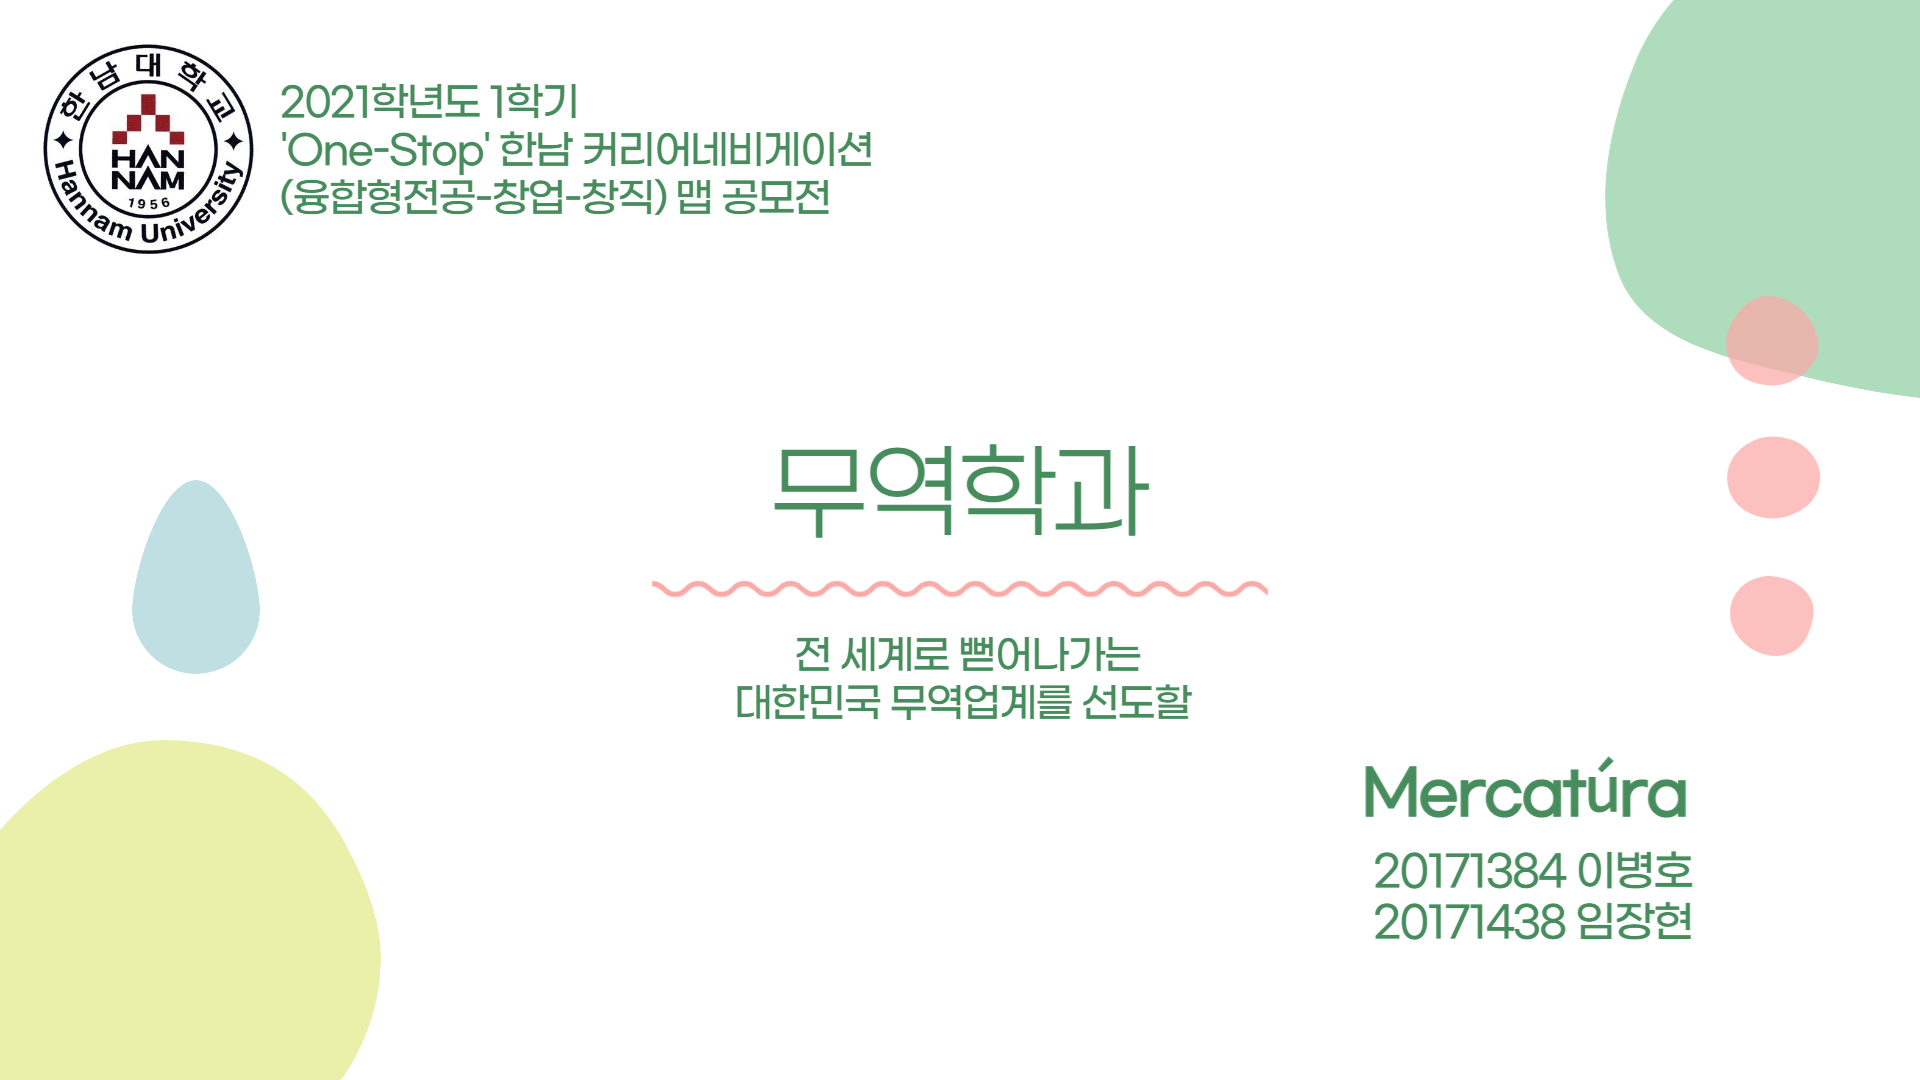 한남대학교
HAN
NAM
1956
Hannam University
2021학년도 1학기
'One-Stop' 한남 커리어네비게이션
(융합형전공-창업-창직) 맵 공모전
무역학과
전 세계로 뻗어나가는
대한민국 무역업계를 선도할
Mercatúra
20171384 이병호
20171438 임장현